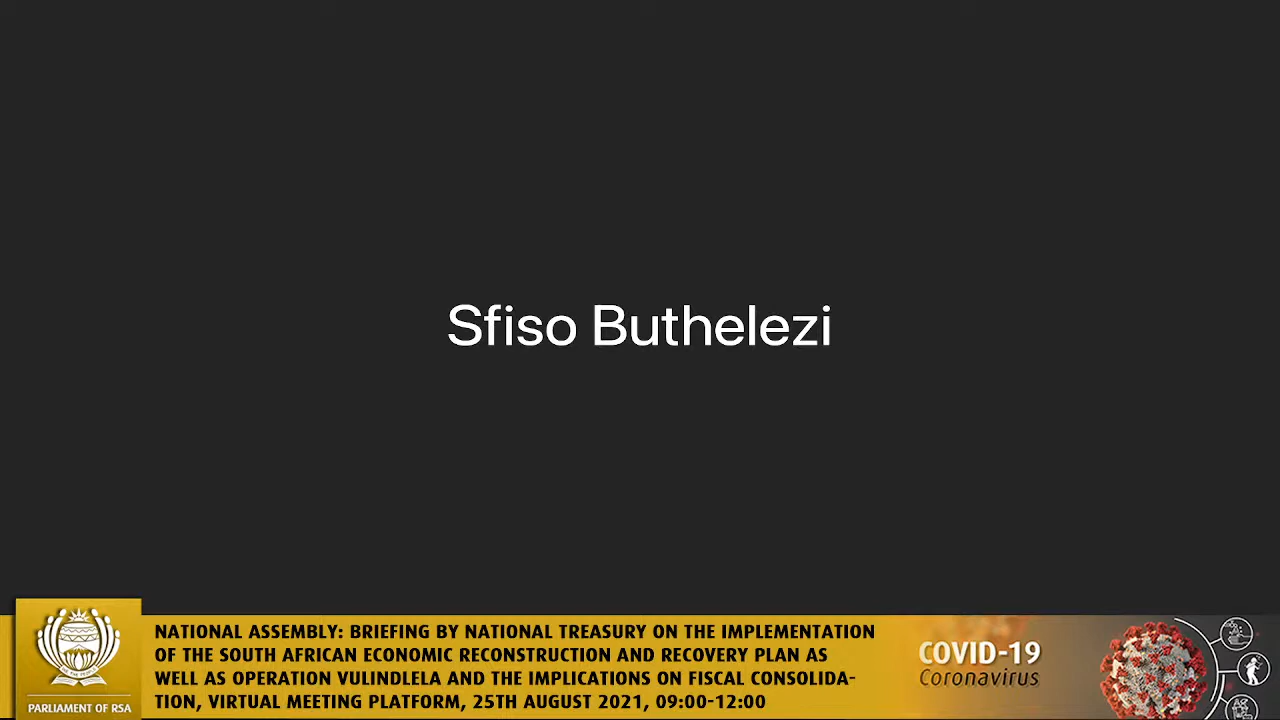 Sfiso Buthelezi
NATIONAL ASSEMBLY: BRIEFING BY NATIONAL TREASURY ON THE IMPLEMENTATION
OF THE SOUTH AFRICAN ECONOMIC RECONSTRUCTION AND RECOVERY PLAN AS
WELL AS OPERATION VULINDLELA AND THE IMPLICATIONS ON FISCAL CONSOLIDA-
TION, VIRTUAL MEETING PLATFORM, 25TH AUGUST 2021, 09:00-12:00
PARLIAMENT OF RSA
COVID-19
Coronavirus